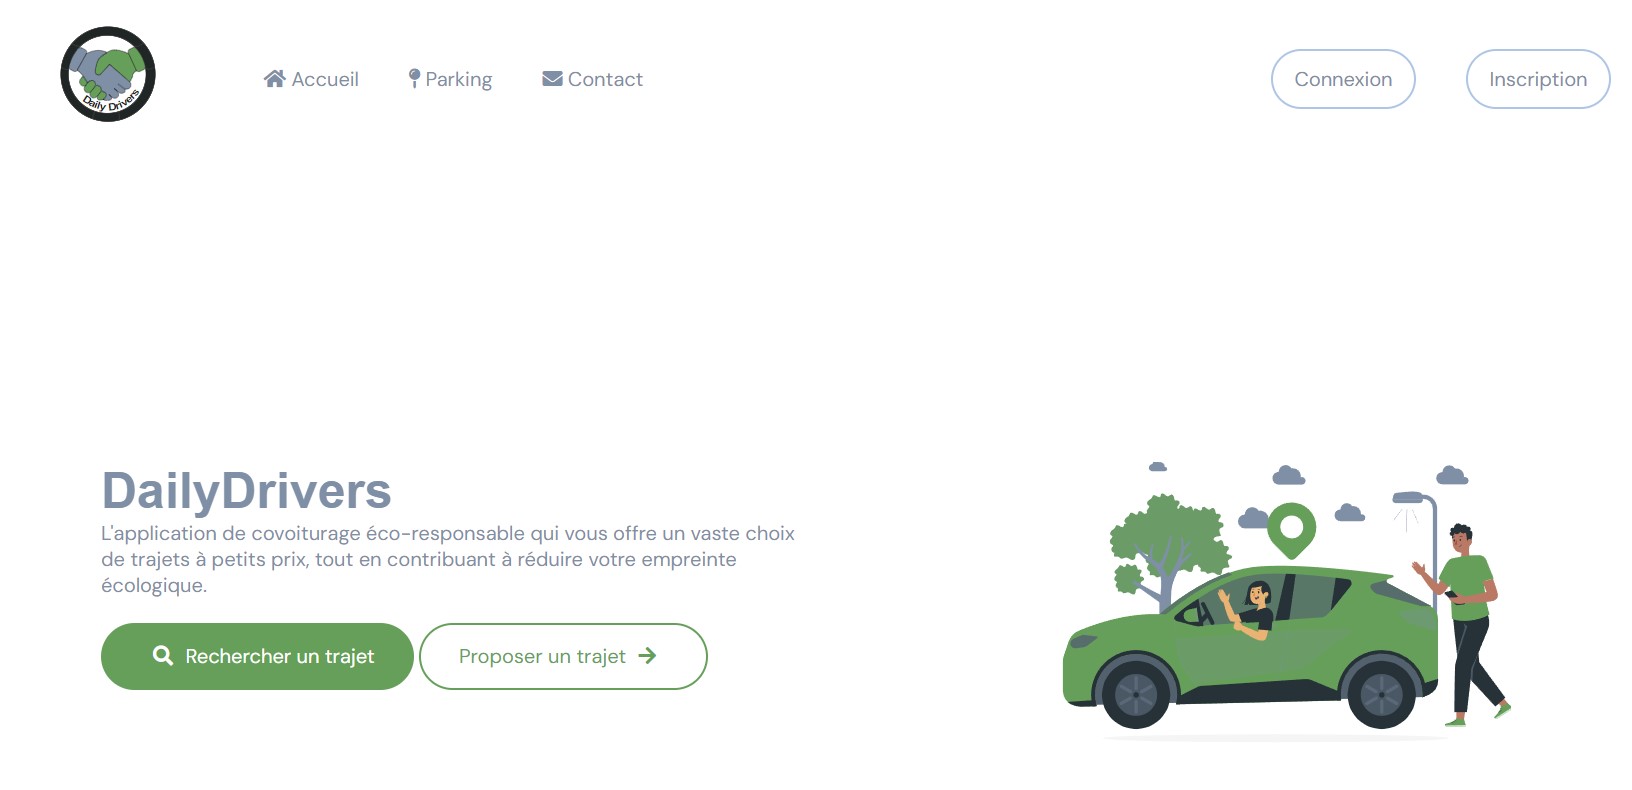 Daily Drivers
Accueil
Parking
Contact
Connexion
Inscription
DailyDrivers
L'application de covoiturage éco-responsable qui vous offre un vaste choix
de trajets à petits prix, tout en contribuant à réduire votre empreinte
écologique.
Rechercher un trajet
Proposer un trajet